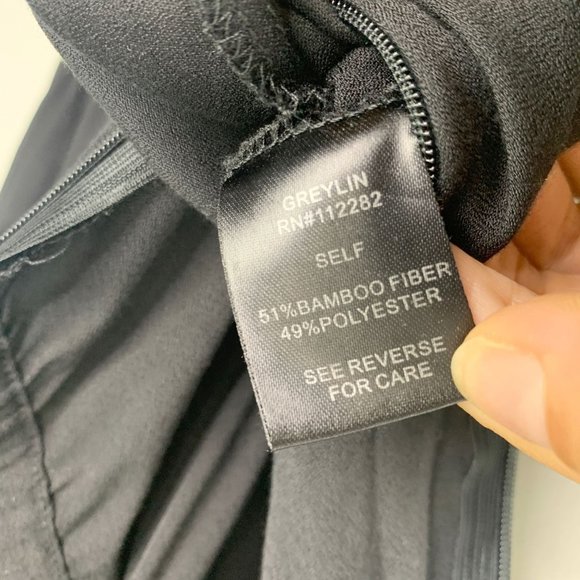 GREYLIN
RN#112282
SELF
51%BAMBOO FIBER
49%POLYESTER
SEE REVERSE
FOR CARE